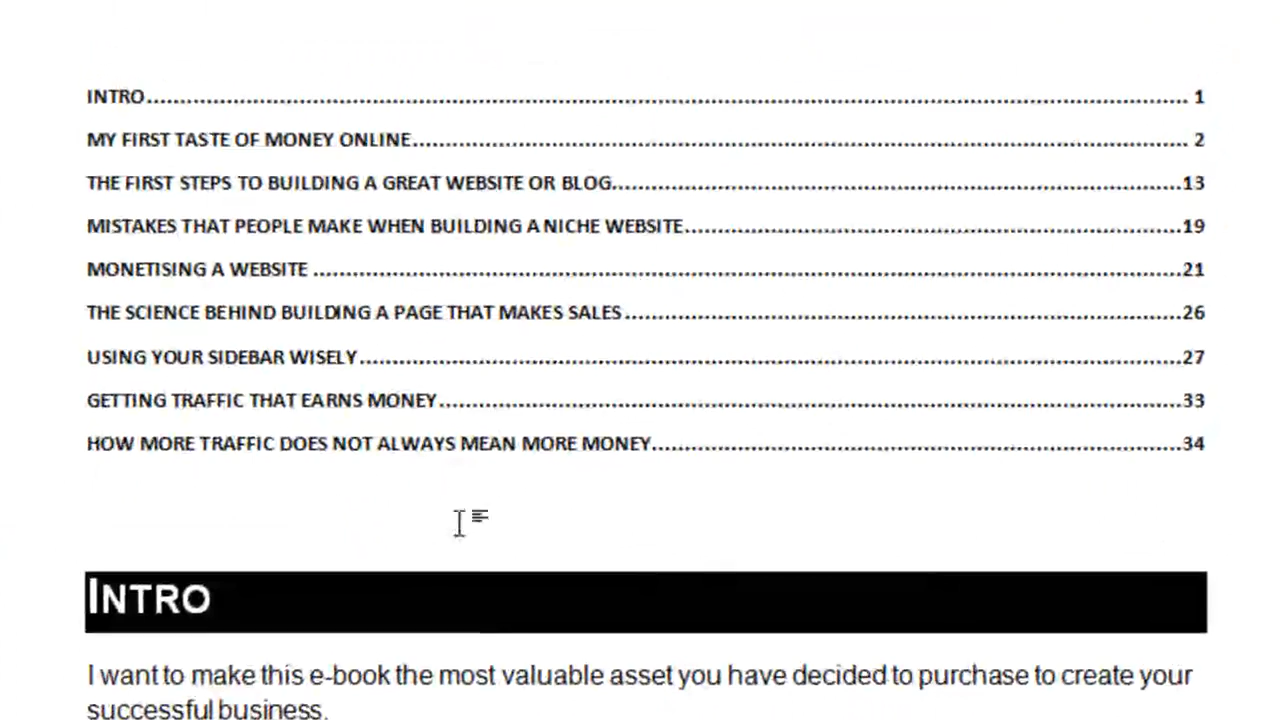 INTRO........................................................................................................ 1
MY FIRST TASTE OF MONEY ONLINE........................................................................ 2
THE FIRST STEPS TO BUILDING A GREAT WEBSITE OR BLOG..................................................13
MISTAKES THAT PEOPLE MAKE WHEN BUILDING A NICHE WEBSITE...........................................19
MONETISING A WEBSITE ..................................................................................21
THE SCIENCE BEHIND BUILDING A PAGE THAT MAKES SALES..................................................26
USING YOUR SIDEBAR WISELY..............................................................................27
GETTING TRAFFIC THAT EARNS MONEY......................................................................33
HOW MORE TRAFFIC DOES NOT ALWAYS MEAN MORE MONEY..............................................34
INTRO
I want to make this e-book the most valuable asset you have decided to purchase to create your
successful business.